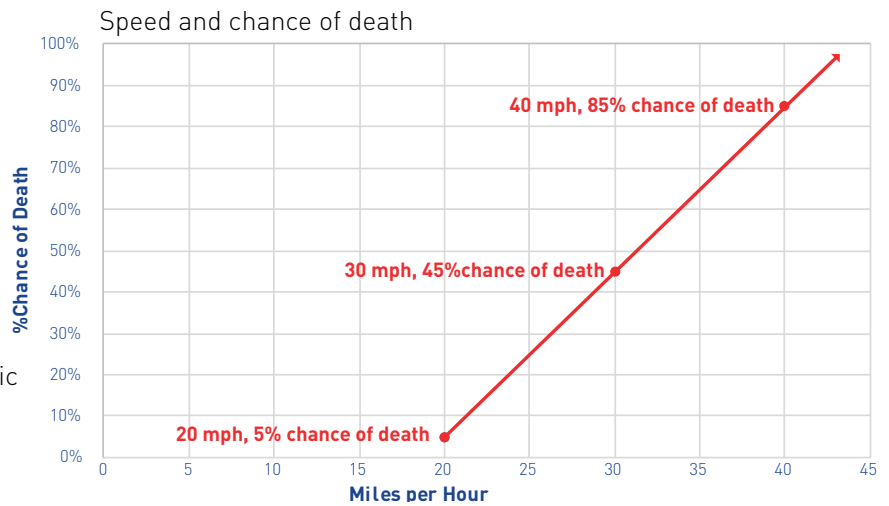 Speed and chance of death
100%
90%
40 mph, 85% chance of death
80%
70%
60%
%Chance of Death
50%
30 mph, 45%chance of death
40%
30%
ic
20%
10%
20 mph, 5% chance of death
0%
0 5 10 15 20 25 30 35 40 45
Miles per Hour